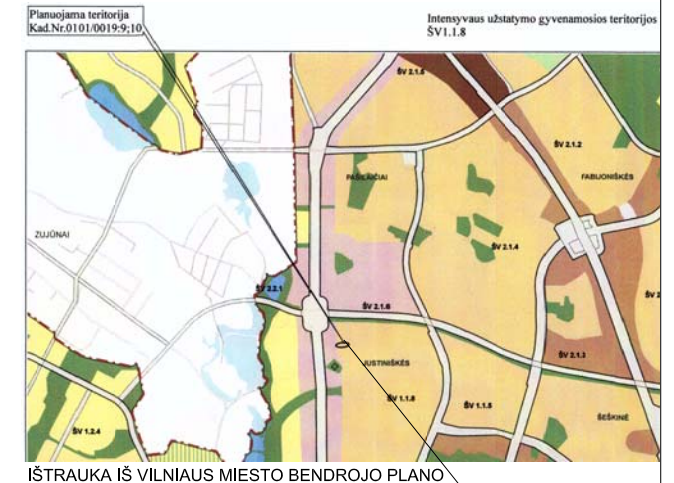 Planuojama teritorija
Kad.Nr.0101/0019:9;10
Intensyvaus užstatymo gyvenamosios teritorijos
ŠV1.1.8
ŠV 2.1.5
ŠV 2.1.2
PAŠILAIČIAI
FABIJONIŠKĖS
ZUJŪNAI
ŠV 2.1.4
ŠV 2.2.1
ŠV 2.1.6
ŠV 2.1.3
JUSTINIŠKĖS
ŠV 1.1.8
ŠV 1.1.5
ŠEŠKINĖ
ŠV 1.2.4
IŠTRAUKA IŠ VILNIAUS MIESTO BENDROJO PLANO